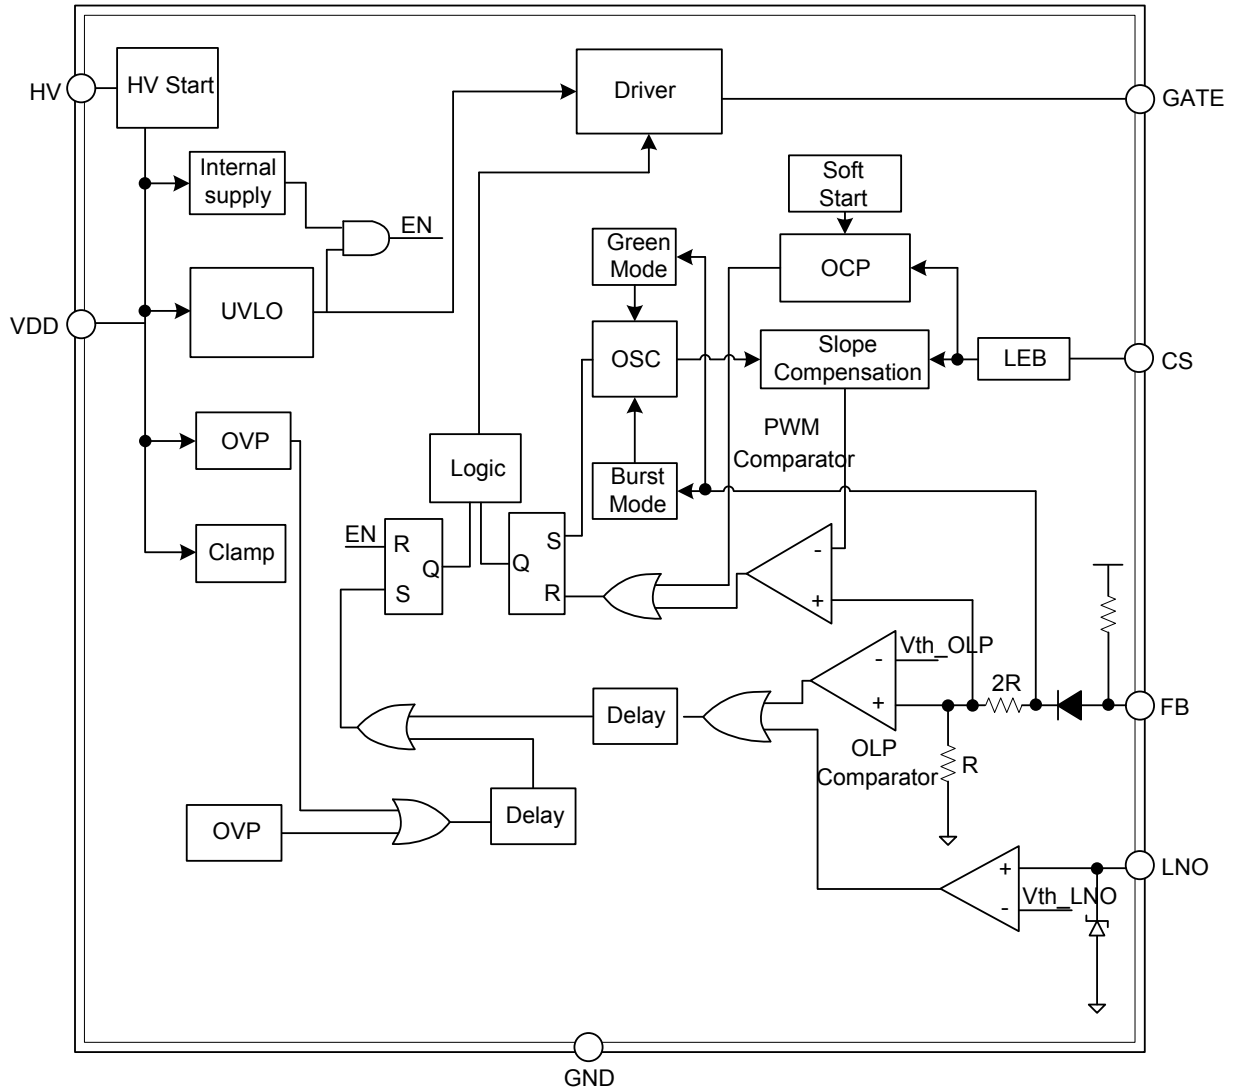 HV
HV Start
Driver
GATE
Internal
supply
EN
Soft
Start
Green
Mode
OCP
VDD
UVLO
OSC
Slope
Compensation
LEB
CS
OVP
PWM
Comparator
Logic
Burst
Mode
Clamp
EN
R
Q
S
S
Q
R
-
+
Vth_OLP
-
+
2R
FB
Delay
OLP
Comparator
R
OVP
Delay
LNO
+
Vth_LNO
-
GND